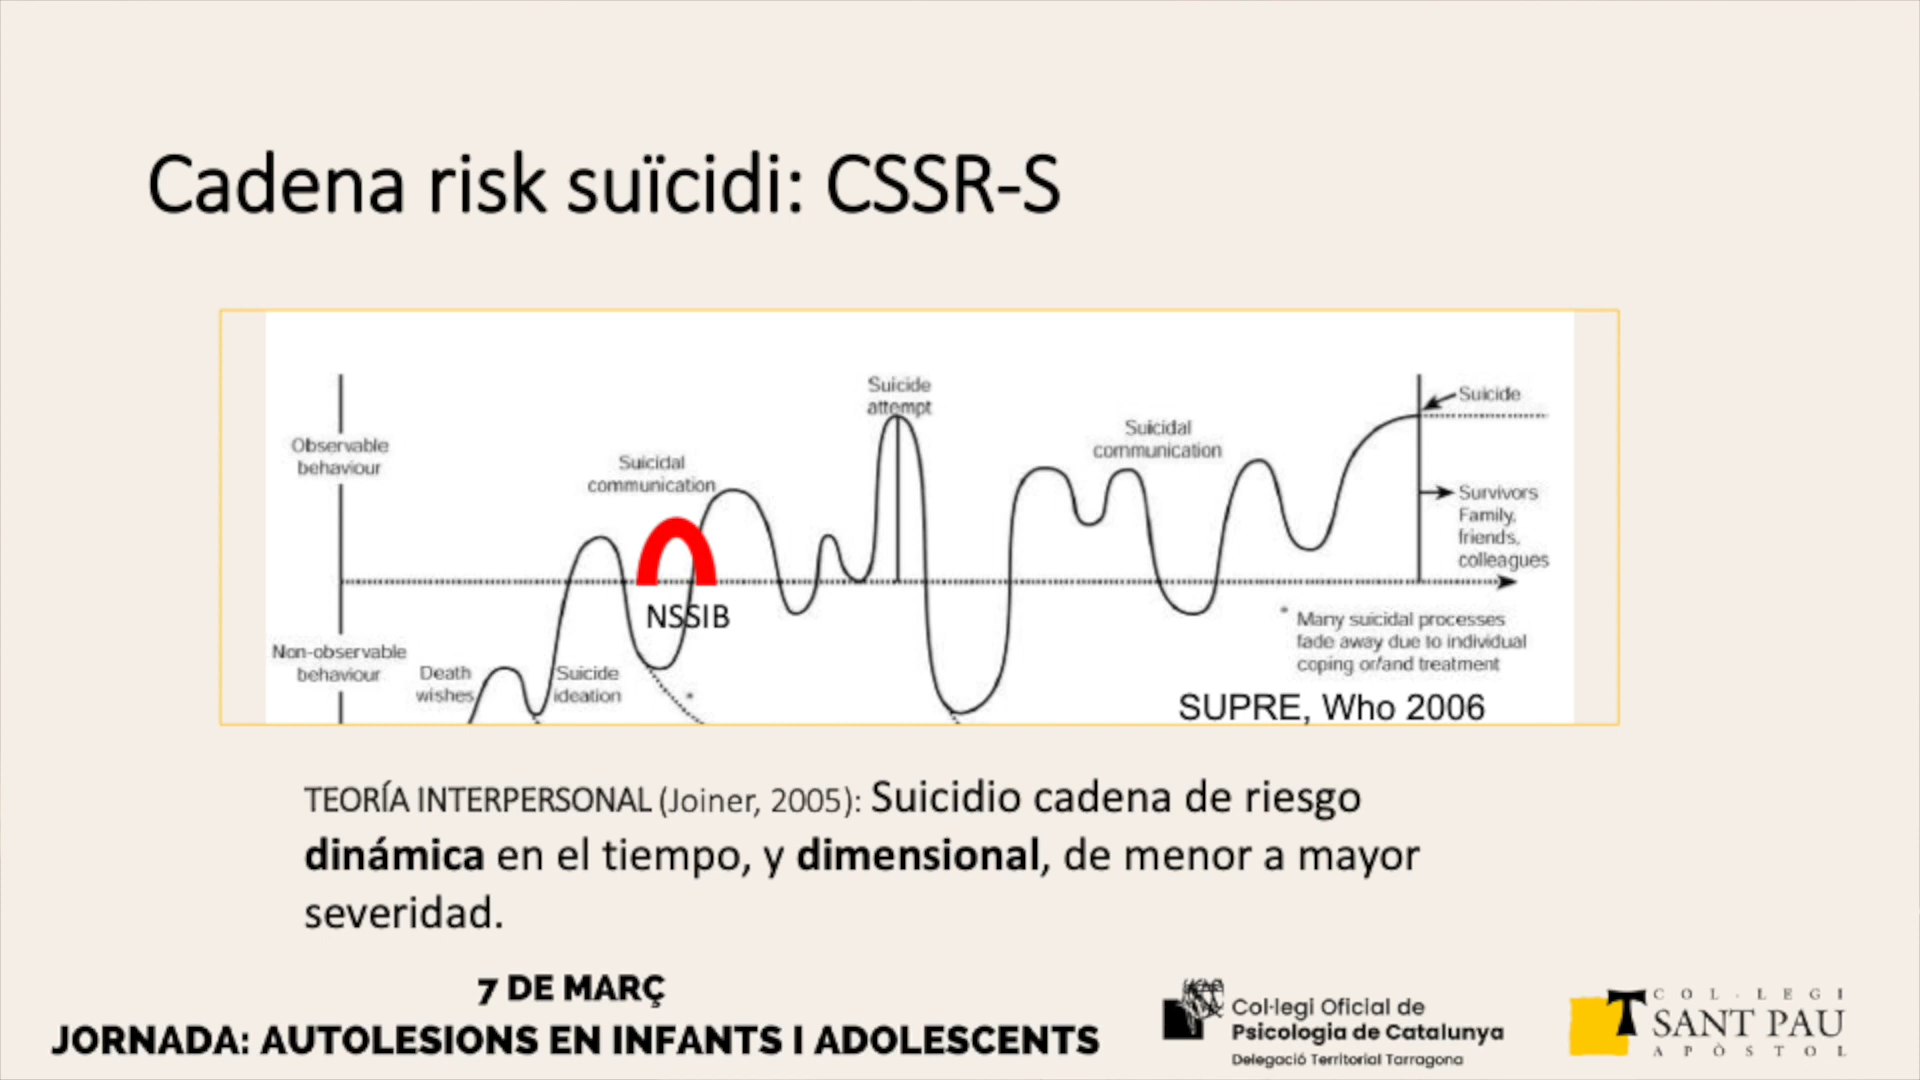 Cadena risk suïcidi: CSSR-S
Suicide
attempt
Suicide
Observable
behaviour
Suicidal
communication
Suicidal
communication
Survivors
Family,
friends,
colleagues
NSSIB
* Many suicidal processes
fade away due to individual
coping or/and treatment
Non-observable
behaviour
Death
wishes
Suicide
ideation
*
SUPRE, Who 2006
TEORÍA INTERPERSONAL (Joiner, 2005): Suicidio cadena de riesgo
dinámica en el tiempo, y dimensional, de menor a mayor
severidad.
7 DE MARÇ
JORNADA: AUTOLESIONS EN INFANTS I ADOLESCENTS
Col·legi Oficial de
Psicologia de Catalunya
Delegació Territorial Tarragona
COL·LEGI
SANT PAU
APÒSTOL